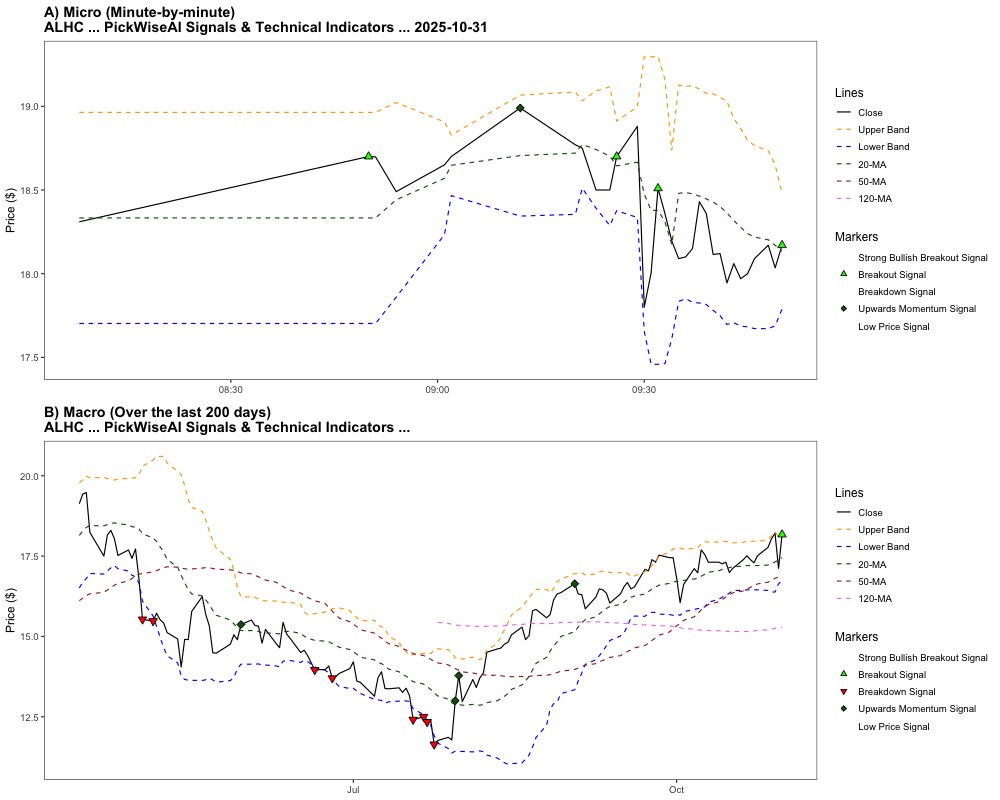 A) Micro (Minute-by-minute)
ALHC ... PickWiseAI Signals & Technical Indicators ... 2025-10-31
Price ($)
19.0
18.5
18.0
17.5
08:30
09:00
09:30
Lines
Close
Upper Band
Lower Band
20-MA
50-MA
120-MA
Markers
Strong Bullish Breakout Signal
Breakout Signal
Breakdown Signal
Upwards Momentum Signal
Low Price Signal
B) Macro (Over the last 200 days)
ALHC ... PickWiseAI Signals & Technical Indicators ...
Price ($)
20.0
17.5
15.0
12.5
Jul
Oct
Lines
Close
Upper Band
Lower Band
20-MA
50-MA
120-MA
Markers
Strong Bullish Breakout Signal
Breakout Signal
Breakdown Signal
Upwards Momentum Signal
Low Price Signal